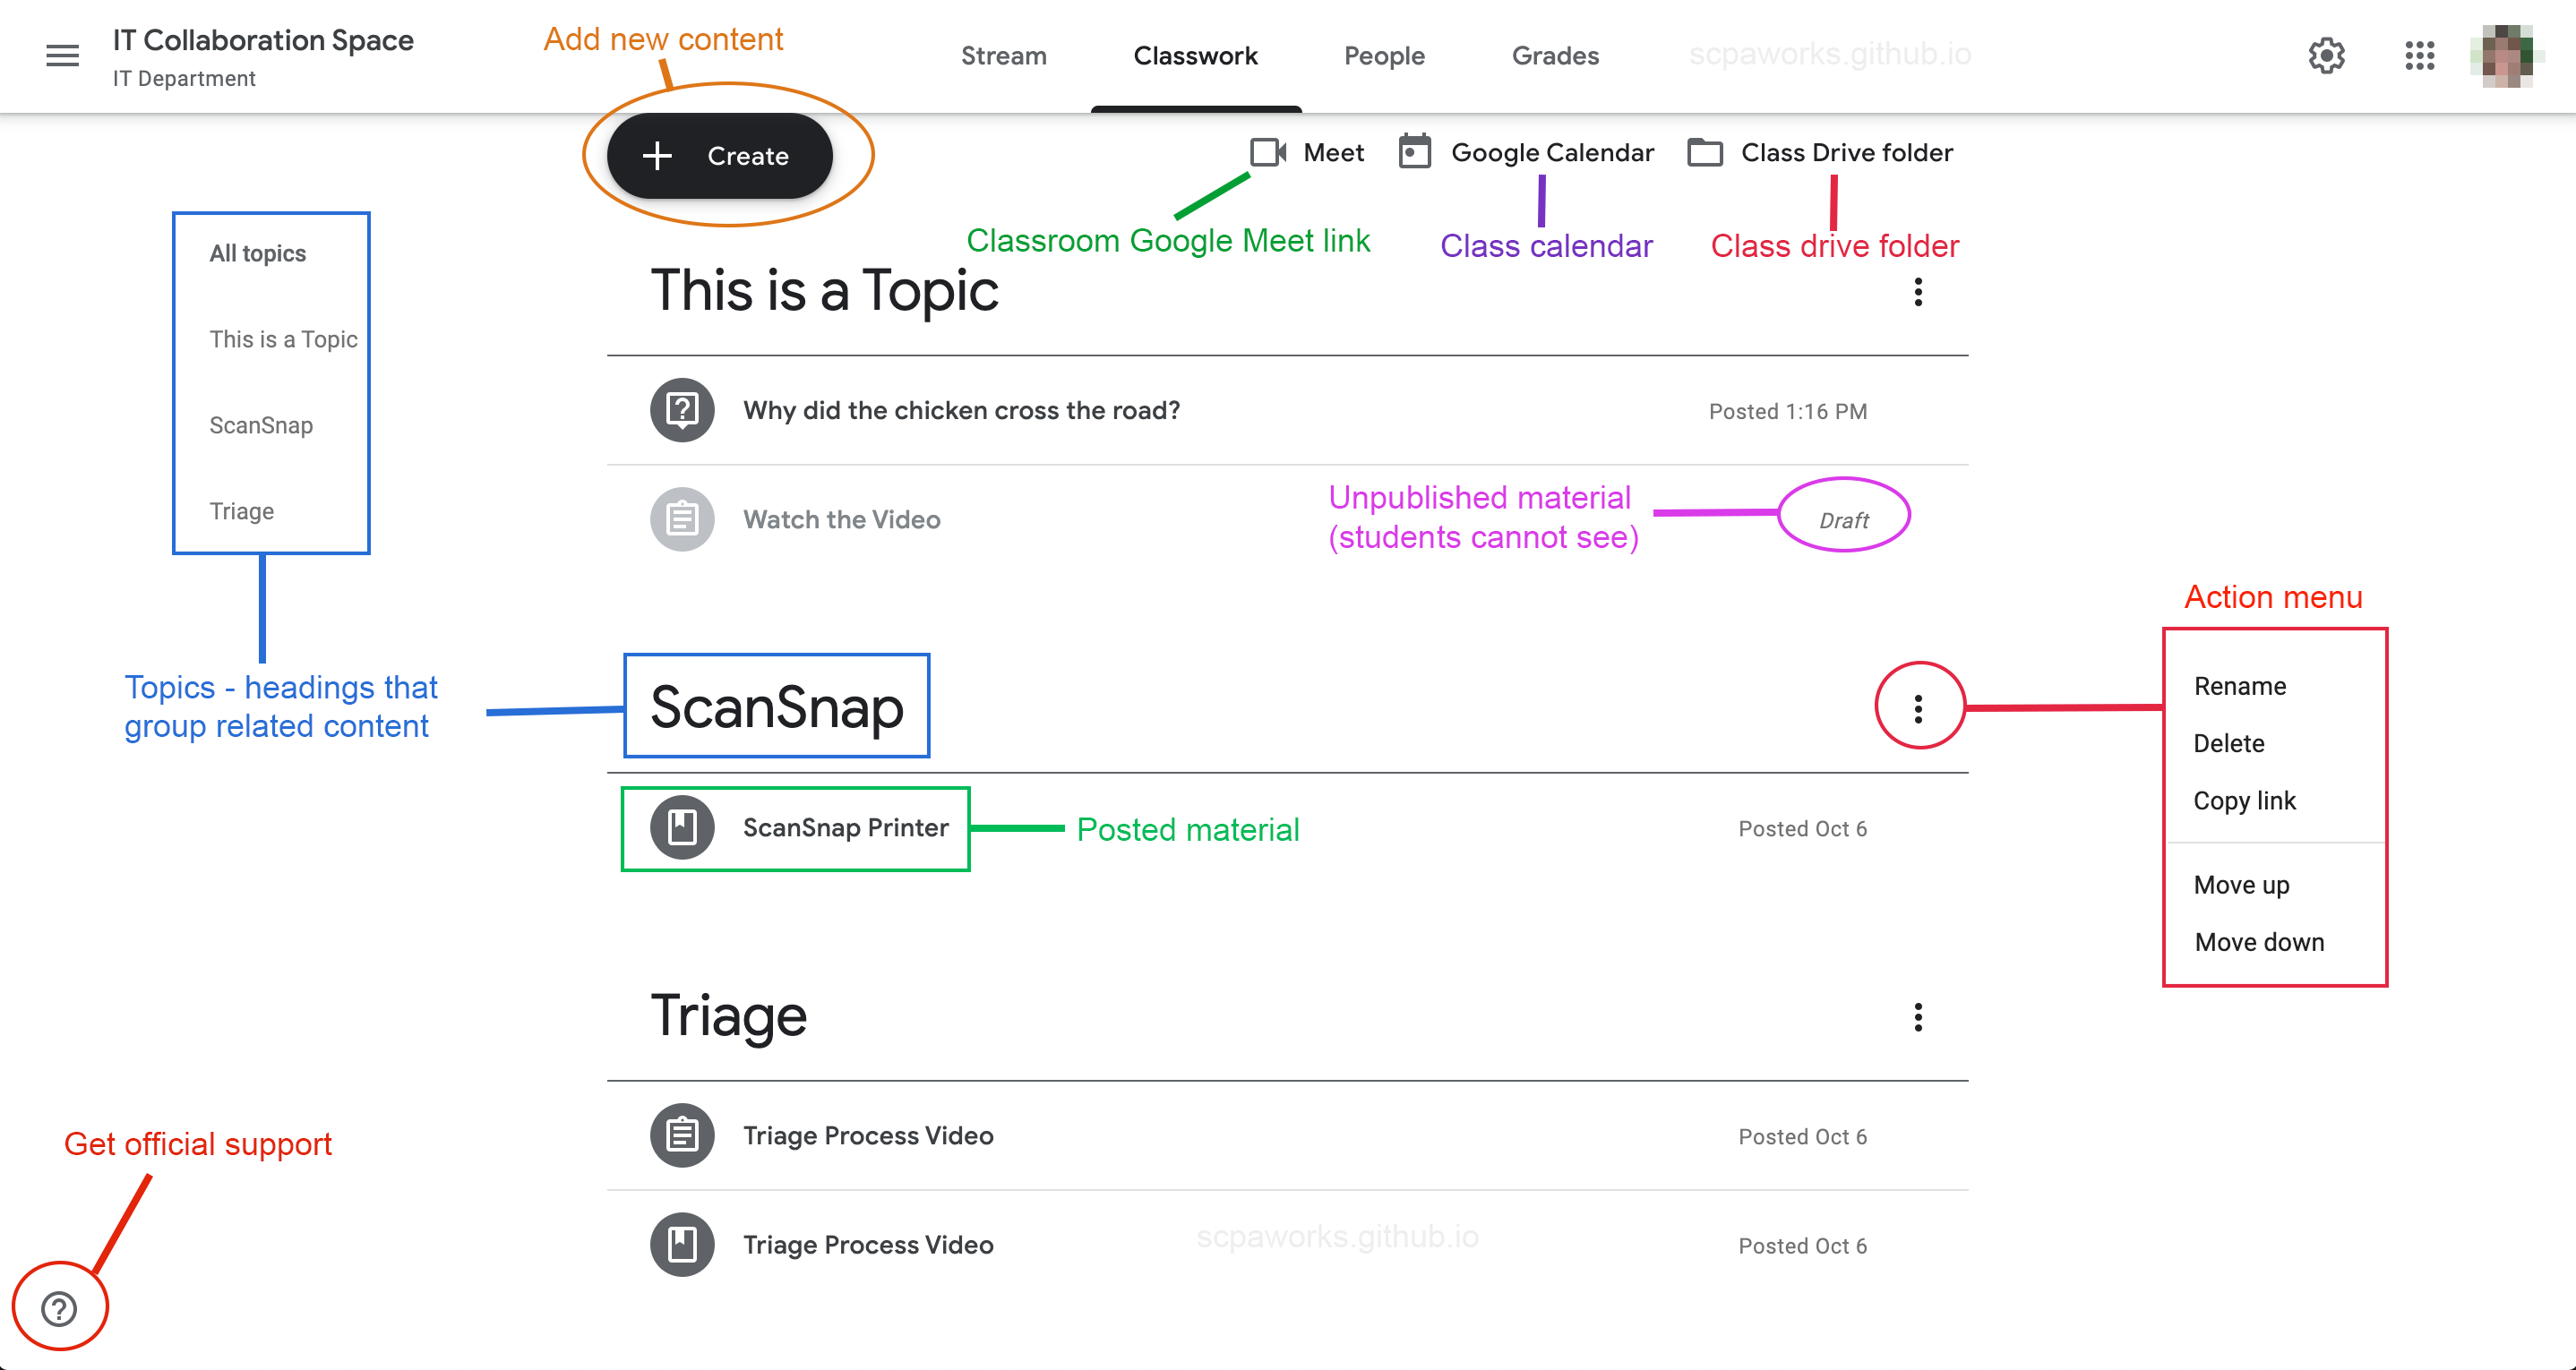 IT Collaboration Space
IT Department
Add new content
Stream
Classwork
People
Grades
scpaworks.github.io
Create
Meet
Google Calendar
Class Drive folder
Classroom Google Meet link
Class calendar
Class drive folder
All topics
This is a Topic
ScanSnap
Triage
Topics - headings that
group related content
This is a Topic
Why did the chicken cross the road?
Posted 1:16 PM
Watch the Video
Unpublished material
(students cannot see)
Draft
ScanSnap
Action menu
Rename
Delete
Copy link
Move up
Move down
ScanSnap Printer
Posted material
Posted Oct 6
Triage
Triage Process Video
Posted Oct 6
Triage Process Video
scpaworks.github.io
Posted Oct 6
Get official support